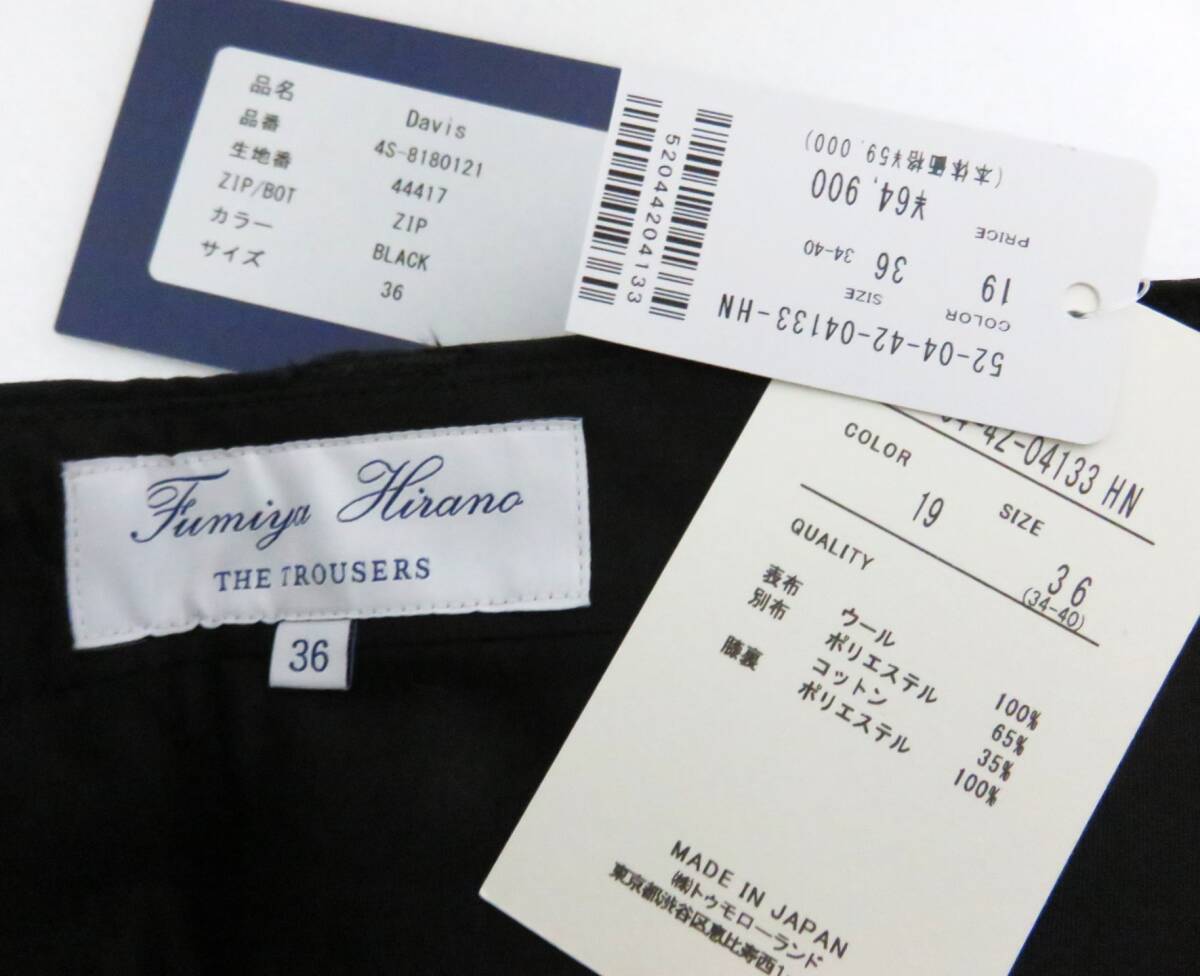 品名 Davis
品番 4S-8180121
生地番 44417
ZIP/BOT ZIP
カラー BLACK
サイズ 36
52-04-42-04133-HN
COLOR SIZE
19 36 34-40
PRICE
¥64,900
(本体価格¥59,000)
5204420413 3
Fumiya Hirano
THE TROUSERS
36
-42-04133 HN
COLOR SIZE
19 36
(34-40)
QUALITY
表布 ウール 100%
別布 ポリエステル 65%
コットン 35%
膝裏 ポリエステル 100%
MADE IN JAPAN
㈱トゥモローランド
東京都渋谷区恵比寿西1